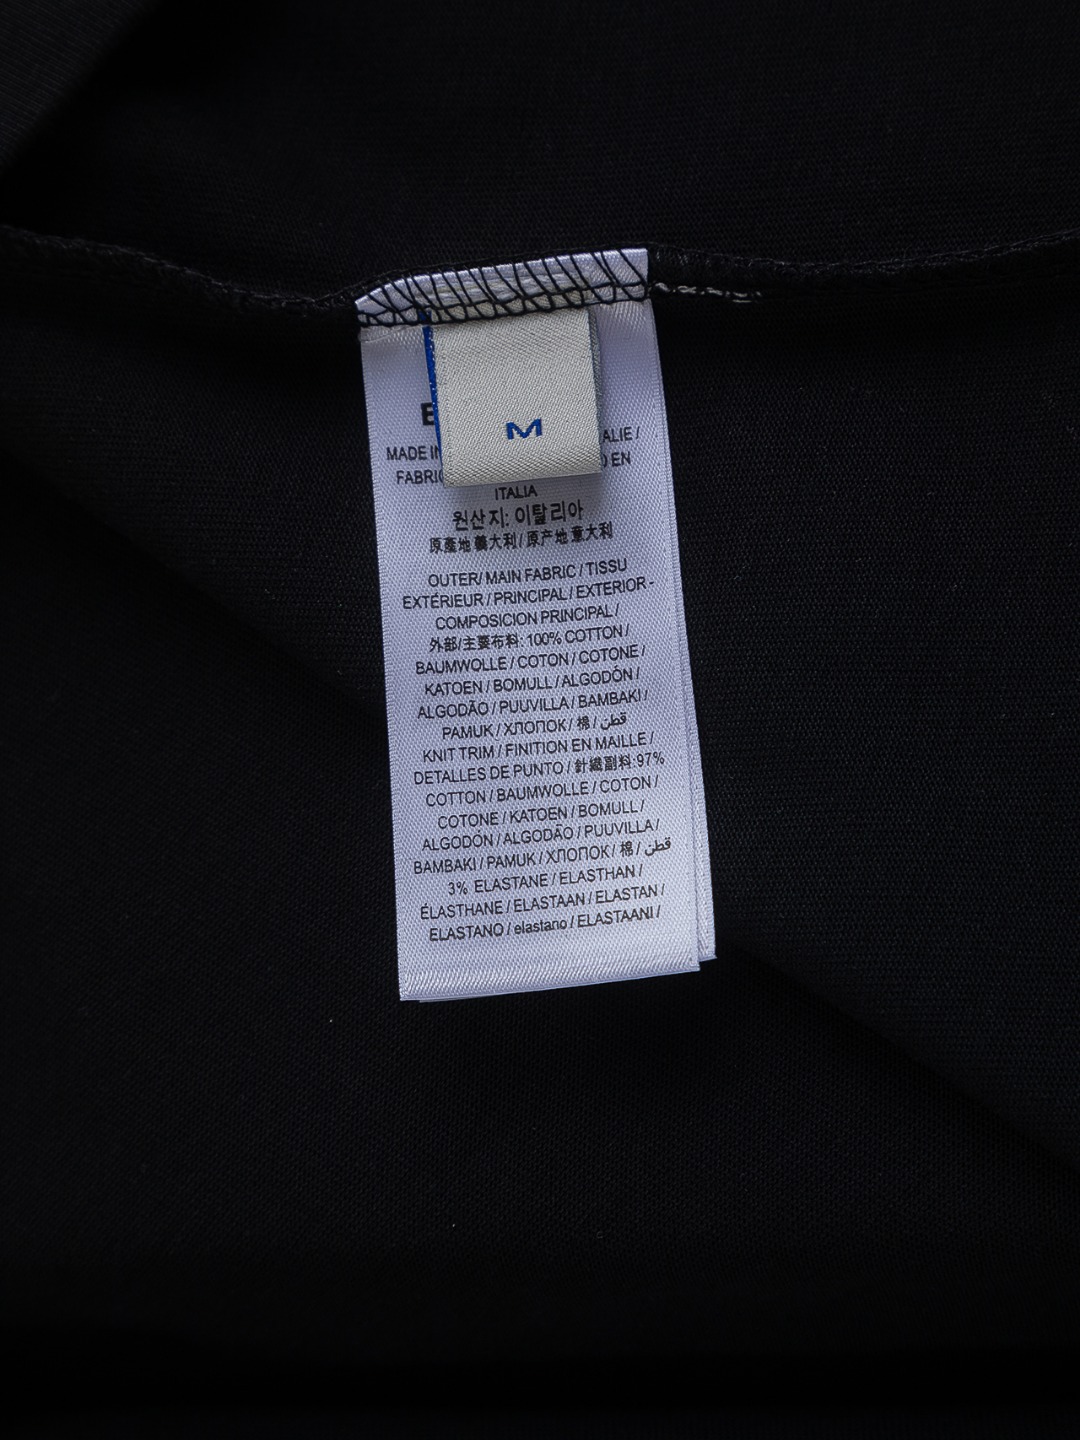 M
E
MADE IN ALIE /
FABRI EN
ITALIA
원산지: 이탈리아
原產地義大利 / 原产地意大利
OUTER/ MAIN FABRIC / TISSU
EXTÉRIEUR / PRINCIPAL / EXTERIOR -
COMPOSICION PRINCIPAL /
外部/主要布料: 100% COTTON /
BAUMWOLLE / COTON / COTONE /
KATOEN / BOMULL / ALGODÓN /
ALGODÃO / PUUVILLA / BAMBAKI /
PAMUK / ХЛОПОК / 棉 / قطن
KNIT TRIM / FINITION EN MAILLE /
DETALLES DE PUNTO / 針織副料: 97%
COTTON / BAUMWOLLE / COTON /
COTONE / KATOEN / BOMULL /
ALGODÓN / ALGODÃO / PUUVILLA /
BAMBAKI / PAMUK / ХЛОПОК / 棉 / قطن
3% ELASTANE / ELASTHAN /
ÉLASTHANE / ELASTAAN / ELASTAN /
ELASTANO / elastano / ELASTAANI /